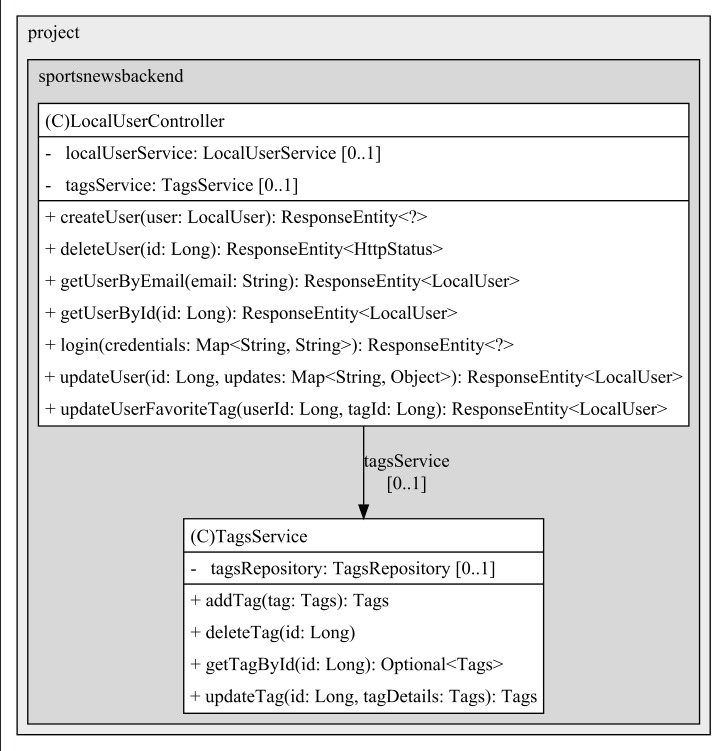 project
sportsnewsbackend
(C)LocalUserController
- localUserService: LocalUserService [0..1]
- tagsService: TagsService [0..1]
+ createUser(user: LocalUser): ResponseEntity<?>
+ deleteUser(id: Long): ResponseEntity<HttpStatus>
+ getUserByEmail(email: String): ResponseEntity<LocalUser>
+ getUserById(id: Long): ResponseEntity<LocalUser>
+ login(credentials: Map<String, String>): ResponseEntity<?>
+ updateUser(id: Long, updates: Map<String, Object>): ResponseEntity<LocalUser>
+ updateUserFavoriteTag(userId: Long, tagId: Long): ResponseEntity<LocalUser>
tagsService
[0..1]
(C)TagsService
- tagsRepository: TagsRepository [0..1]
+ addTag(tag: Tags): Tags
+ deleteTag(id: Long)
+ getTagById(id: Long): Optional<Tags>
+ updateTag(id: Long, tagDetails: Tags): Tags